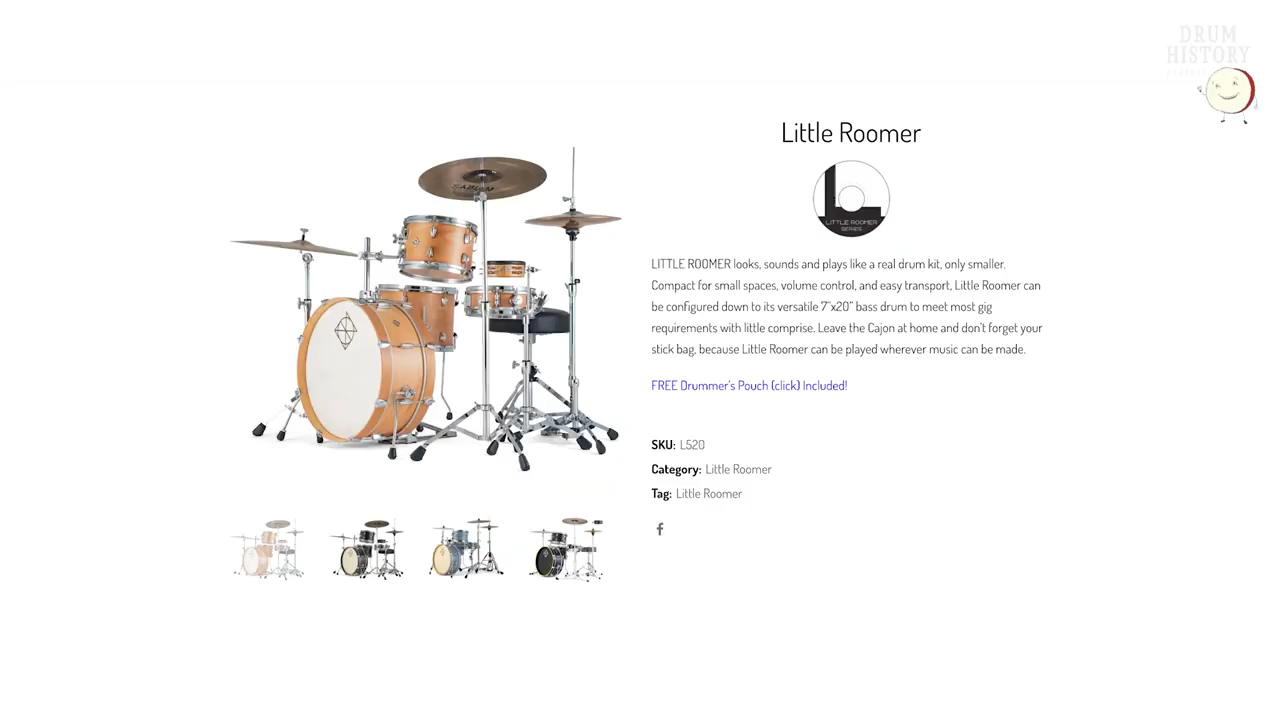 DRUM
HISTORY
Little Roomer
LITTLE ROOMER
SERIES
SABIAN
LITTLE ROOMER looks, sounds and plays like a real drum kit, only smaller.
Compact for small spaces, volume control, and easy transport, Little Roomer can
be configured down to its versatile 7"x20" bass drum to meet most gig
requirements with little comprise. Leave the Cajon at home and don't forget your
stick bag, because Little Roomer can be played wherever music can be made.
FREE Drummer's Pouch (click) Included!
SKU: L520
Category: Little Roomer
Tag: Little Roomer